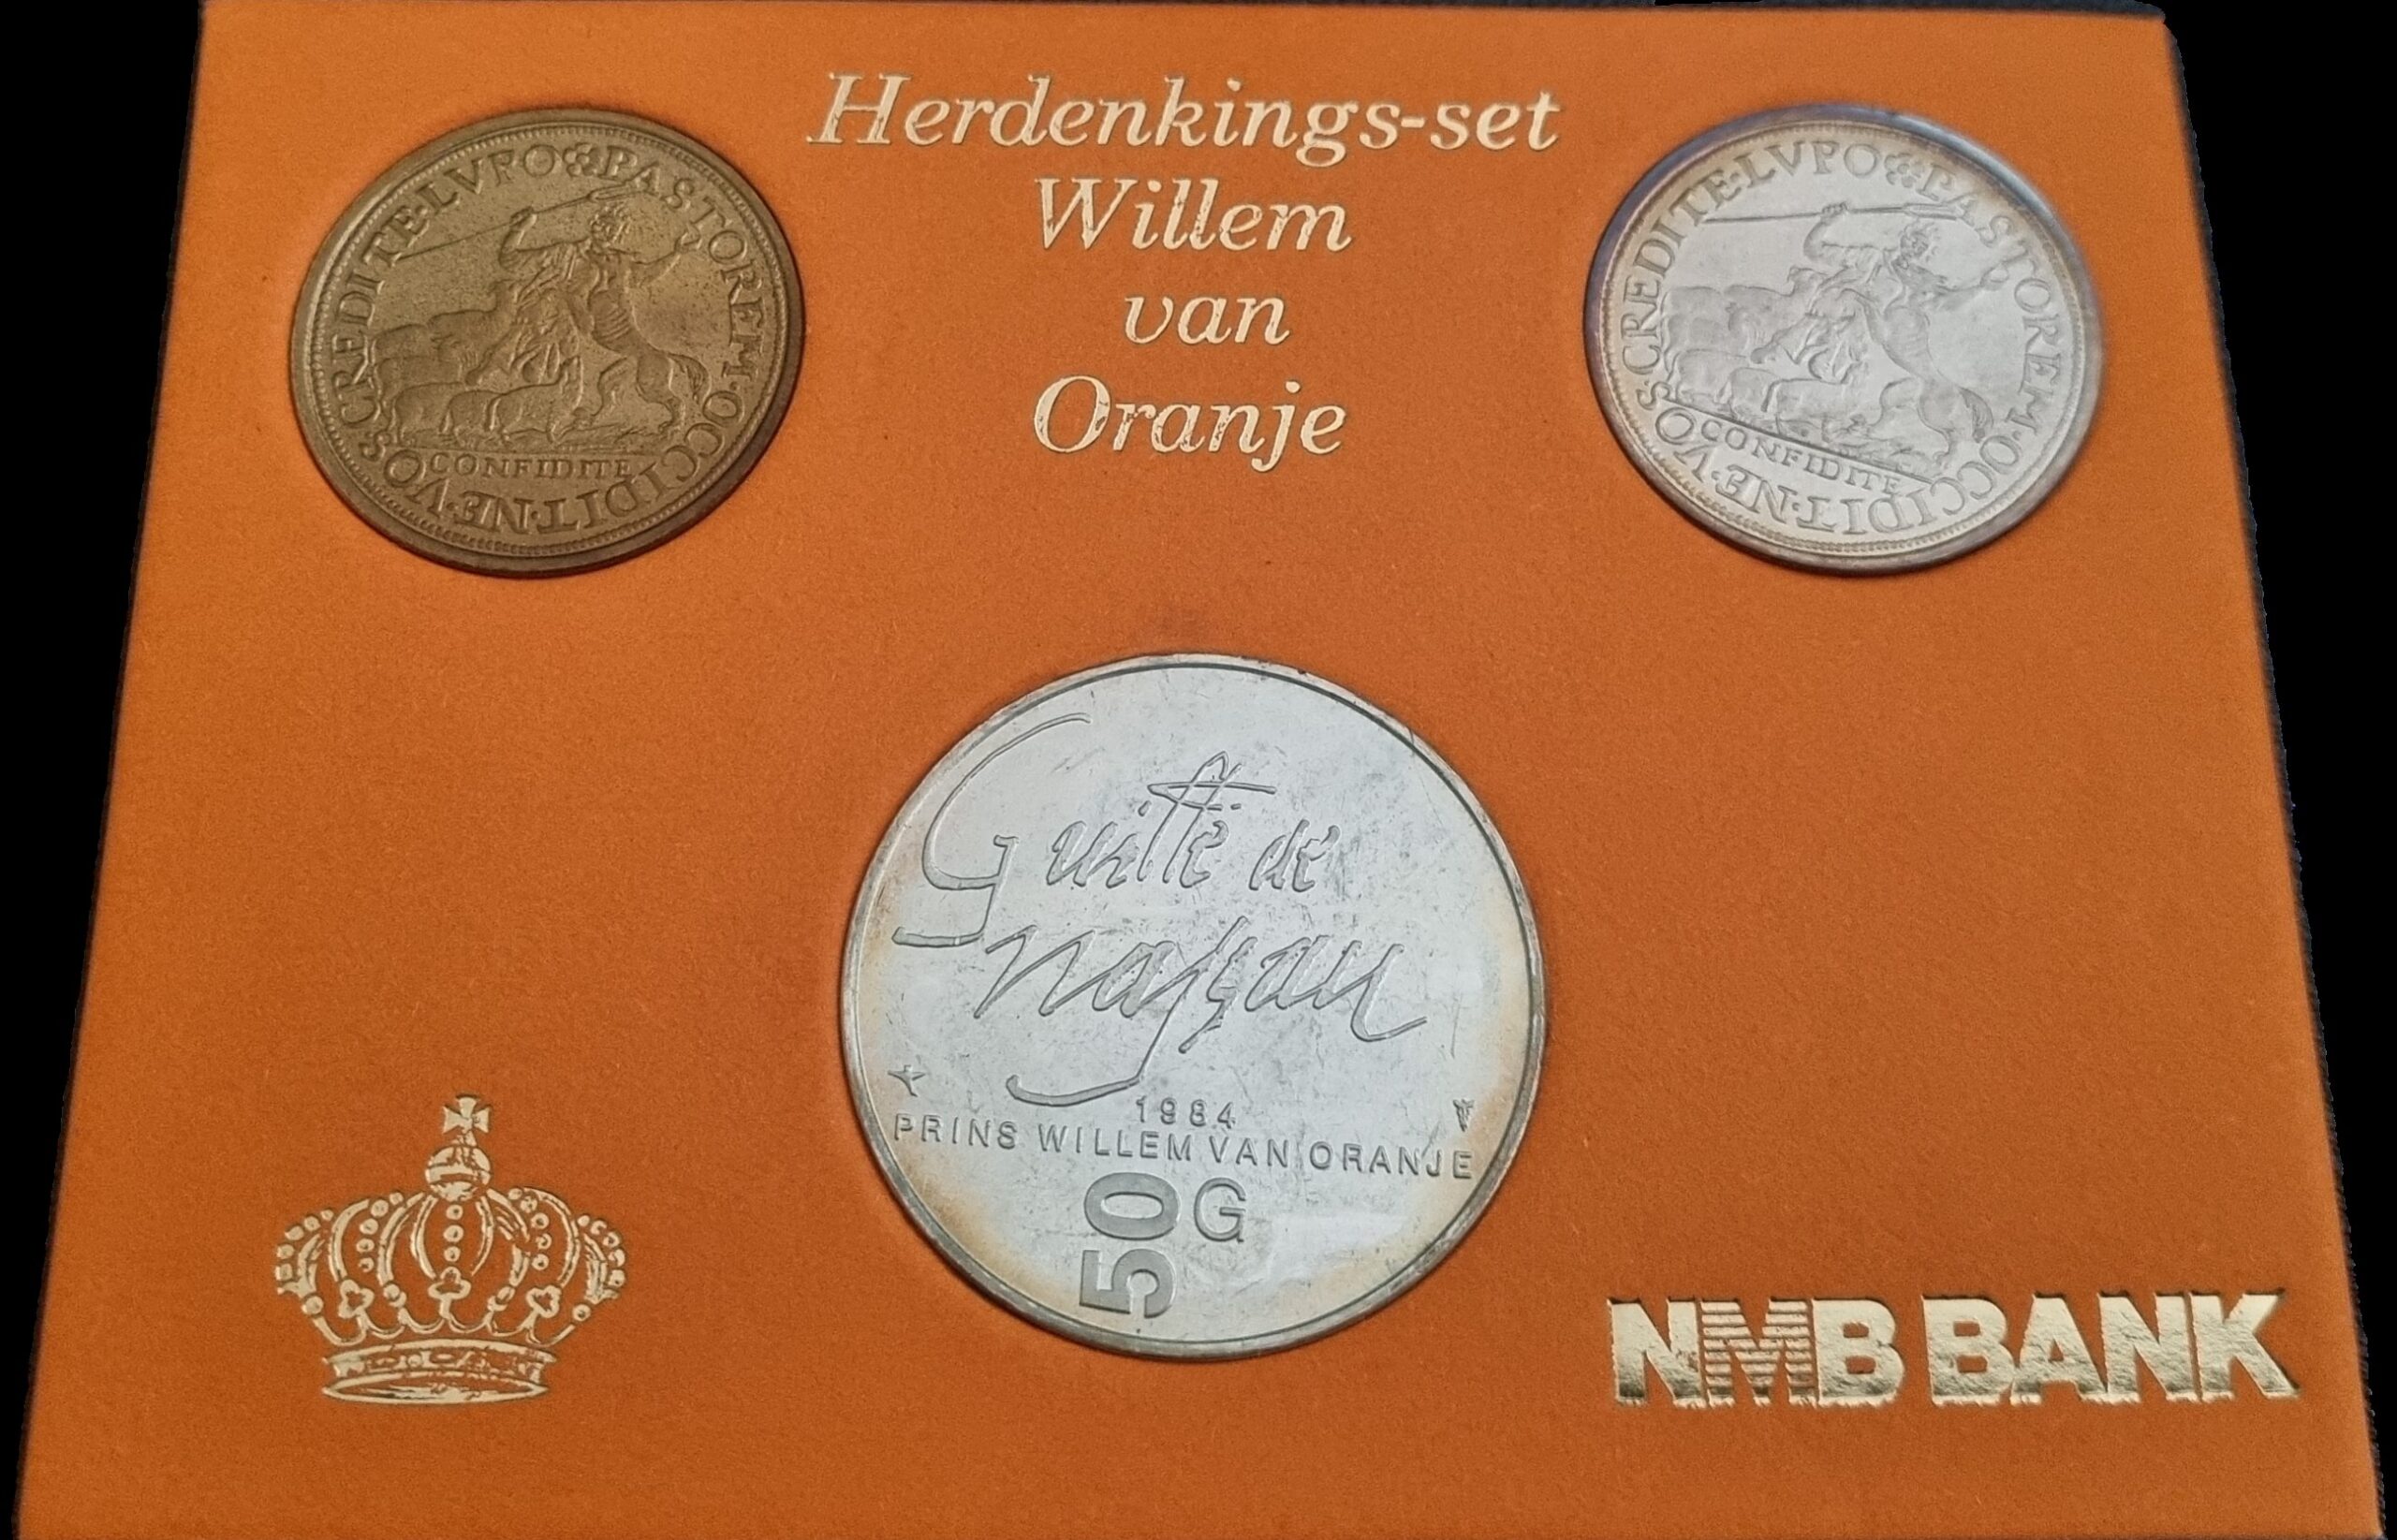 Herdenkings-set
Willem
van
Oranje
CREDITE·LVPO PASTOREM·OCCIDIT·NE·VOS·
CONFIDITE
CREDITE·LVPO PASTOREM·OCCIDIT·NE·VOS·
CONFIDITE
Guille de
Nassau
1984
PRINS WILLEM VAN ORANJE
50 G
NMB BANK